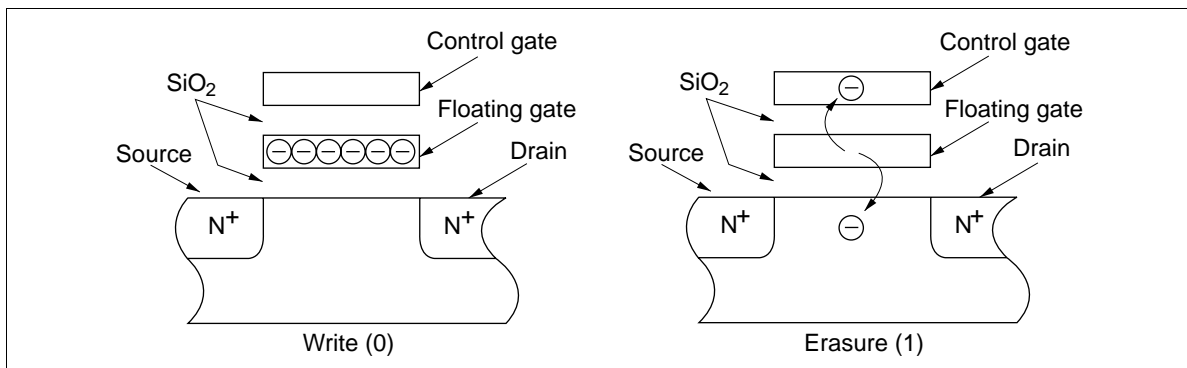 Control gate
SiO2
Floating gate
Source
Drain
N+
N+
Write (0)
Control gate
SiO2
Floating gate
Source
Drain
N+
N+
Erasure (1)